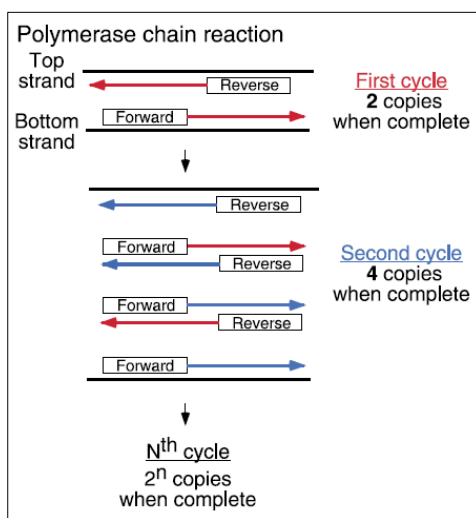 Polymerase chain reaction
Top
strand
Reverse
Forward
Bottom
strand
First cycle
2 copies
when complete
Reverse
Forward
Reverse
Forward
Reverse
Forward
Second cycle
4 copies
when complete
Nth cycle
2n copies
when complete